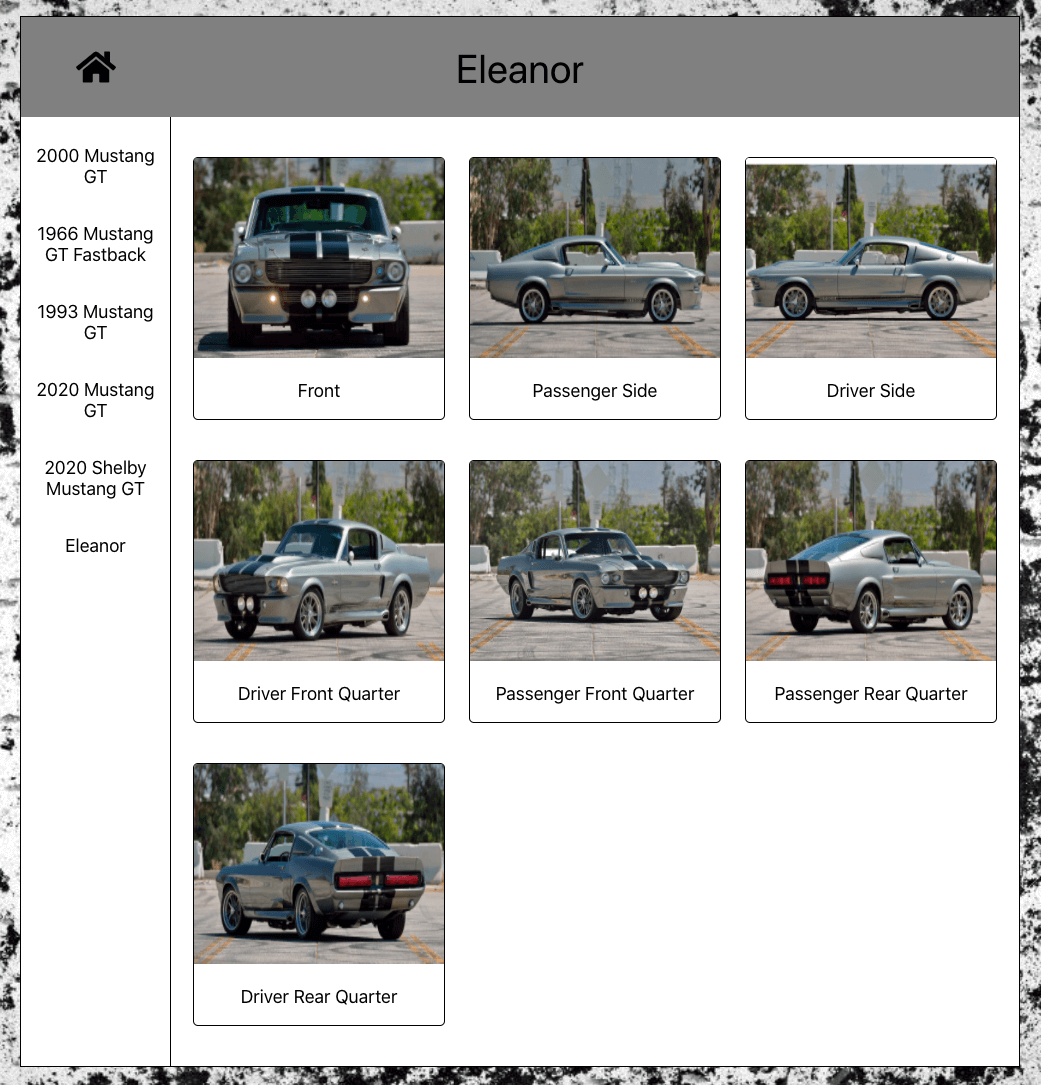 Eleanor
2000 Mustang
GT
1966 Mustang
GT Fastback
1993 Mustang
GT
2020 Mustang
GT
2020 Shelby
Mustang GT
Eleanor
Front
Passenger Side
Driver Side
Driver Front Quarter
Passenger Front Quarter
Passenger Rear Quarter
Driver Rear Quarter